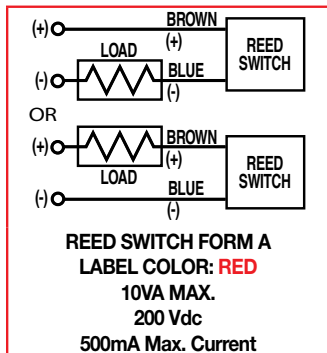 BROWN
(+)
(+)
REED
SWITCH
LOAD
(-)
BLUE
(-)
OR
(+)
BROWN
(+)
LOAD
REED
SWITCH
(-)
BLUE
(-)
REED SWITCH FORM A
LABEL COLOR: RED
10VA MAX.
200 Vdc
500mA Max. Current